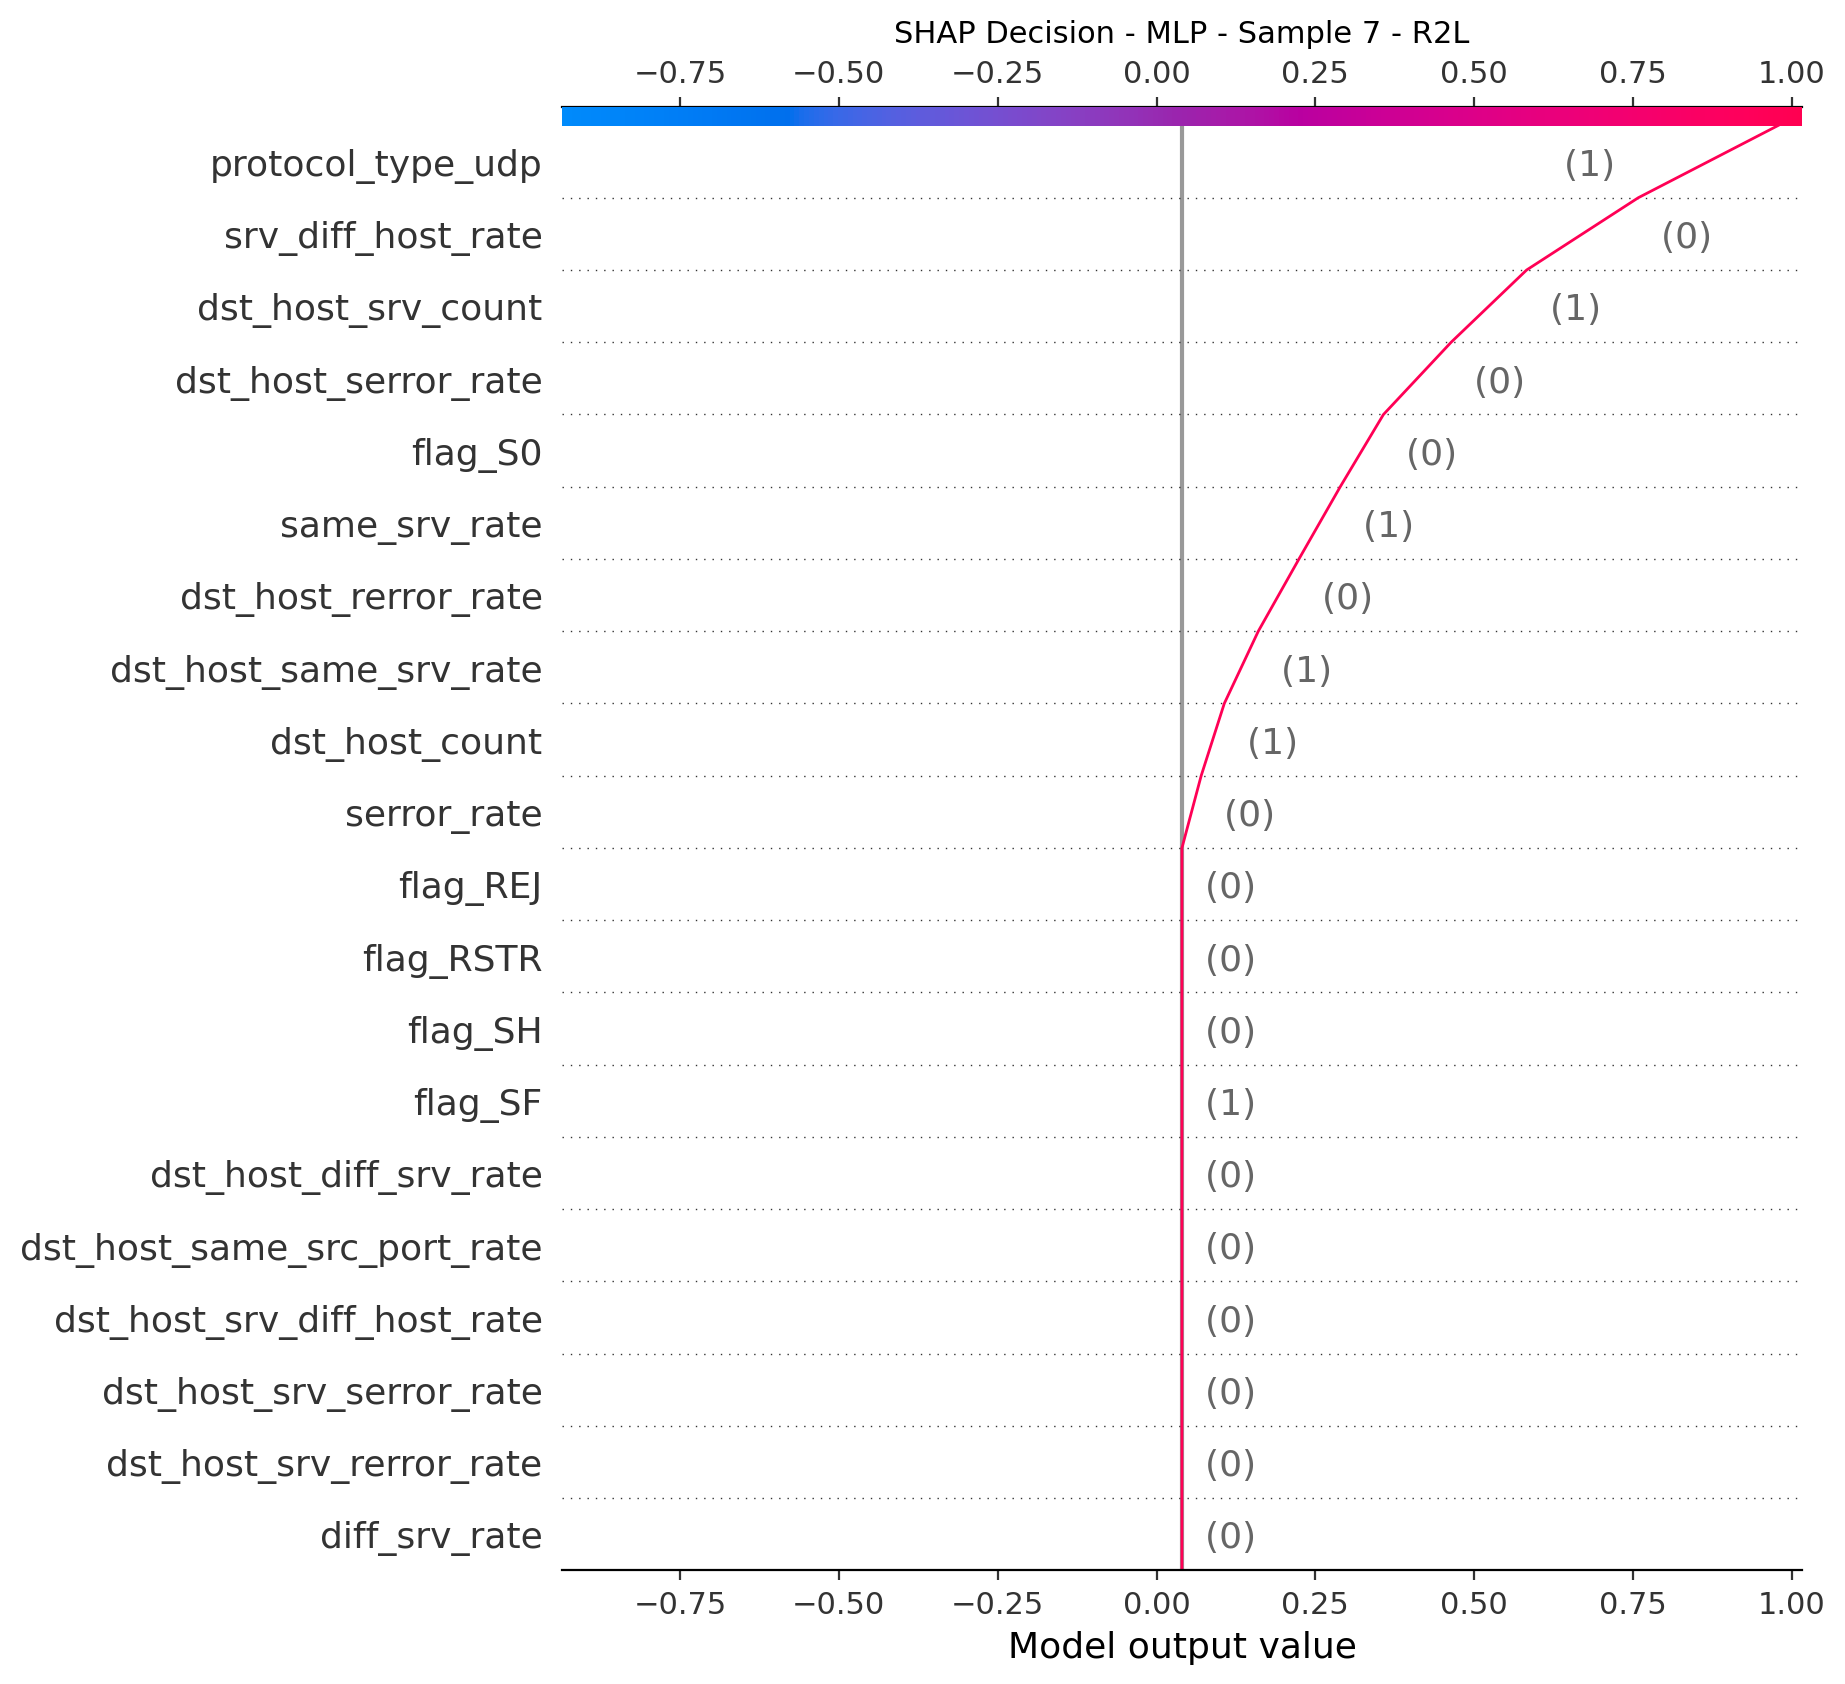 SHAP Decision - MLP - Sample 7 - R2L
−0.75 −0.50 −0.25 0.00 0.25 0.50 0.75 1.00
protocol_type_udp (1)
srv_diff_host_rate (0)
dst_host_srv_count (1)
dst_host_serror_rate (0)
flag_S0 (0)
same_srv_rate (1)
dst_host_rerror_rate (0)
dst_host_same_srv_rate (1)
dst_host_count (1)
serror_rate (0)
flag_REJ (0)
flag_RSTR (0)
flag_SH (0)
flag_SF (1)
dst_host_diff_srv_rate (0)
dst_host_same_src_port_rate (0)
dst_host_srv_diff_host_rate (0)
dst_host_srv_serror_rate (0)
dst_host_srv_rerror_rate (0)
diff_srv_rate (0)
−0.75 −0.50 −0.25 0.00 0.25 0.50 0.75 1.00
Model output value